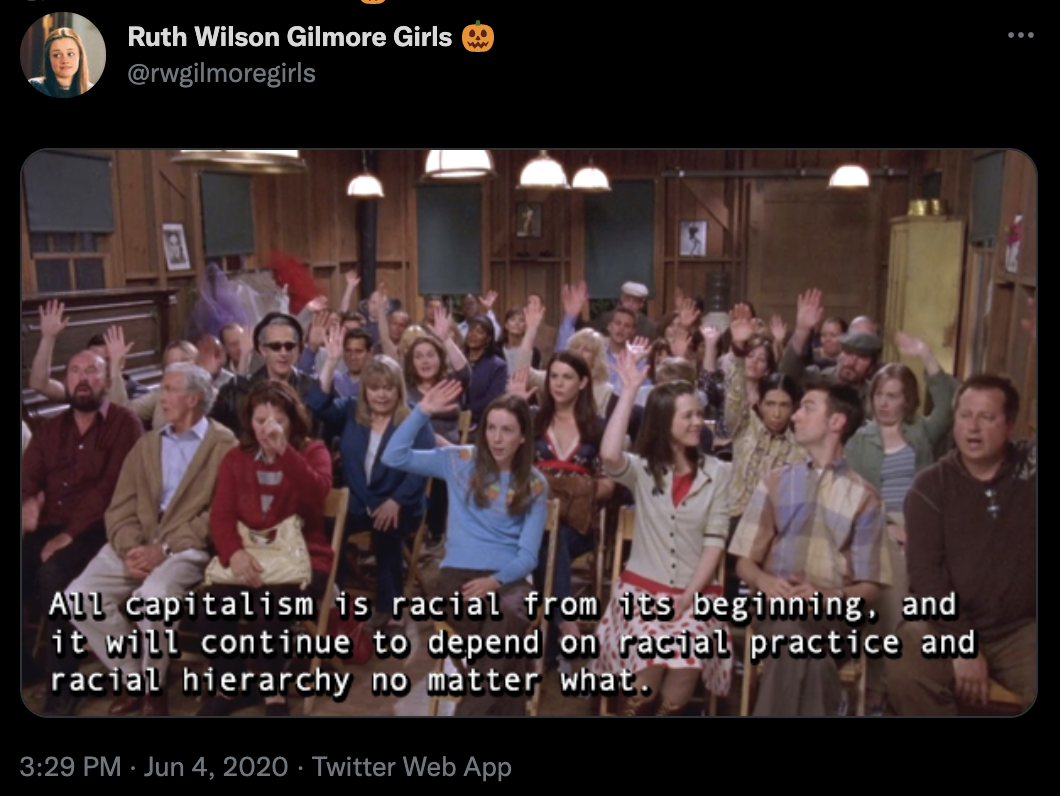 Ruth Wilson Gilmore Girls 🎃
@rwgilmoregirls
All capitalism is racial from its beginning, and
it will continue to depend on racial practice and
racial hierarchy no matter what.
3:29 PM · Jun 4, 2020 · Twitter Web App